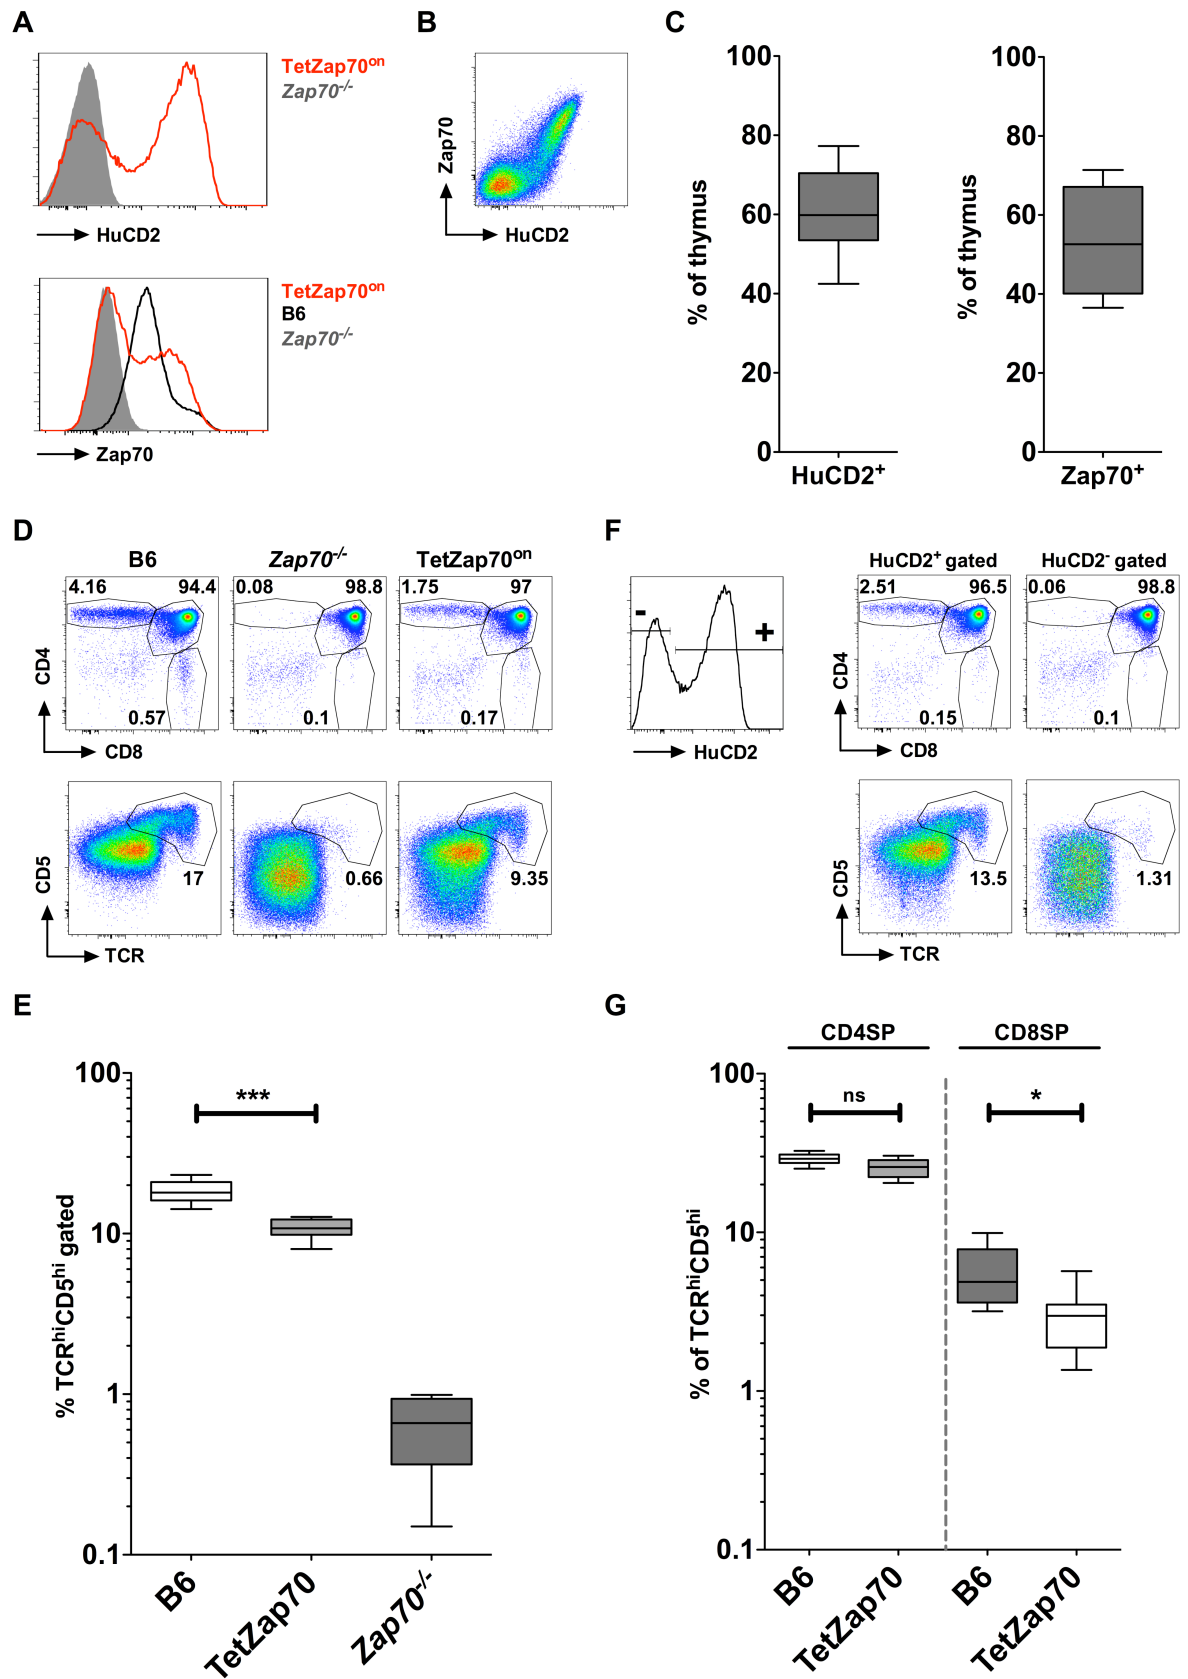 A
TetZap70ᵒⁿ
Zap70⁻/⁻
HuCD2
TetZap70ᵒⁿ
B6
Zap70⁻/⁻
Zap70
B
Zap70
HuCD2
C
% of thymus
100
80
60
40
20
0
HuCD2⁺
% of thymus
100
80
60
40
20
0
Zap70⁺
D
B6
Zap70⁻/⁻
TetZap70ᵒⁿ
4.16 94.4
0.08 98.8
1.75 97
0.57
0.1
0.17
CD4
CD8
17
0.66
9.35
CD5
TCR
F
-
+
HuCD2
HuCD2⁺ gated
HuCD2⁻ gated
2.51 96.5
0.06 98.8
0.15
0.1
CD4
CD8
13.5
1.31
CD5
TCR
E
% TCRʰⁱCD5ʰⁱ gated
100
10
1
0.1
***
B6
TetZap70
Zap70⁻/⁻
G
CD4SP
CD8SP
% of TCRʰⁱCD5ʰⁱ
100
10
1
0.1
ns
*
B6
TetZap70
B6
TetZap70